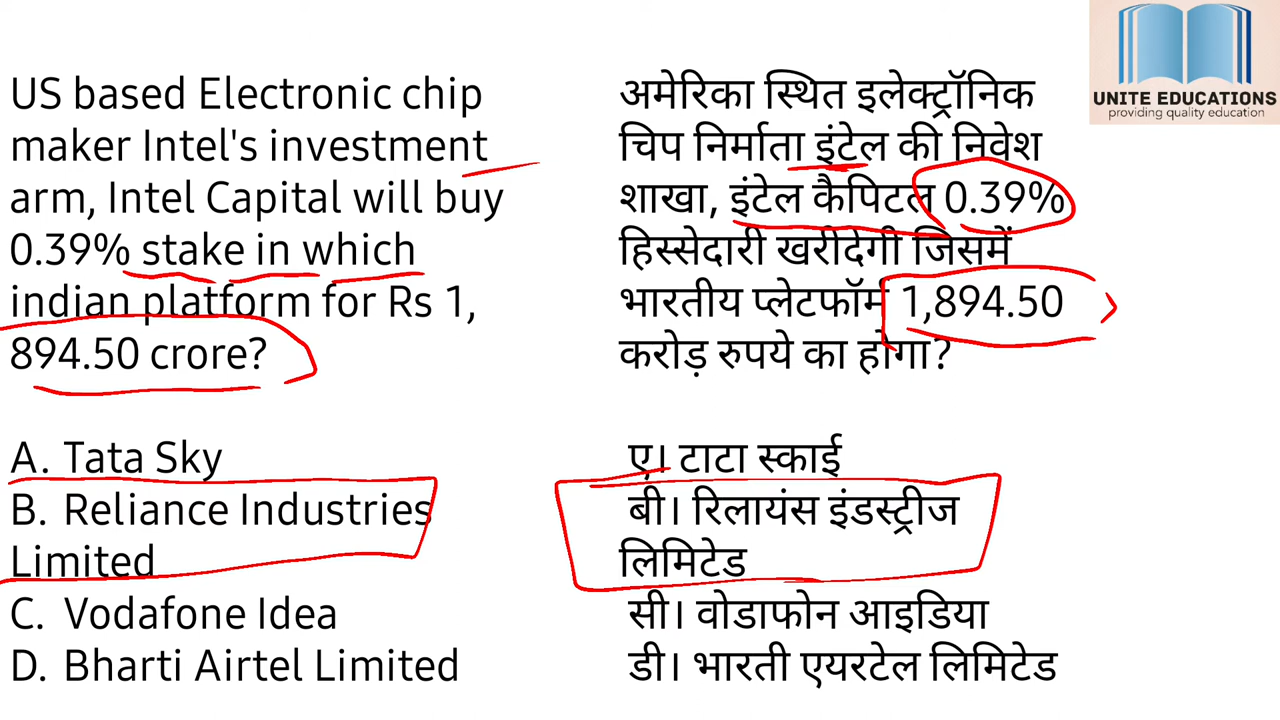 US based Electronic chip
maker Intel's investment
arm, Intel Capital will buy
0.39% stake in which
indian platform for Rs 1,
894.50 crore?
A. Tata Sky
B. Reliance Industries
Limited
C. Vodafone Idea
D. Bharti Airtel Limited
अमेरिका स्थित इलेक्ट्रॉनिक
चिप निर्माता इंटेल की निवेश
शाखा, इंटेल कैपिटल 0.39%
हिस्सेदारी खरीदेगी जिसमें
भारतीय प्लेटफॉर्म 1,894.50
करोड़ रुपये का होगा?
ए। टाटा स्काई
बी। रिलायंस इंडस्ट्रीज
लिमिटेड
सी। वोडाफोन आइडिया
डी। भारती एयरटेल लिमिटेड
UNITE EDUCATIONS
providing quality education